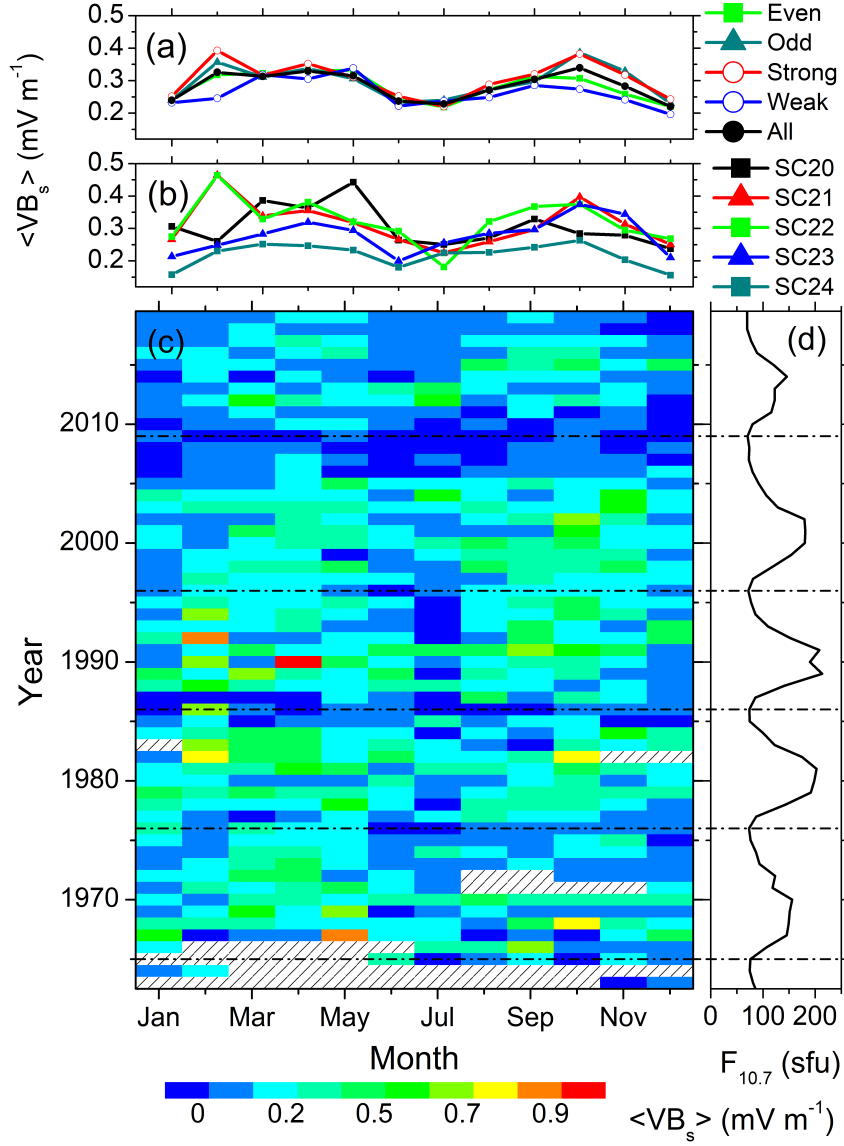 <VBs> (mV m⁻¹)
(a)
0.5
0.4
0.3
0.2
Even
Odd
Strong
Weak
All
(b)
0.5
0.4
0.3
0.2
SC20
SC21
SC22
SC23
SC24
(c)
(d)
Year
2010
2000
1990
1980
1970
Jan Mar May Jul Sep Nov
Month
0 100 200
F10.7 (sfu)
0 0.2 0.5 0.7 0.9
<VBs> (mV m⁻¹)